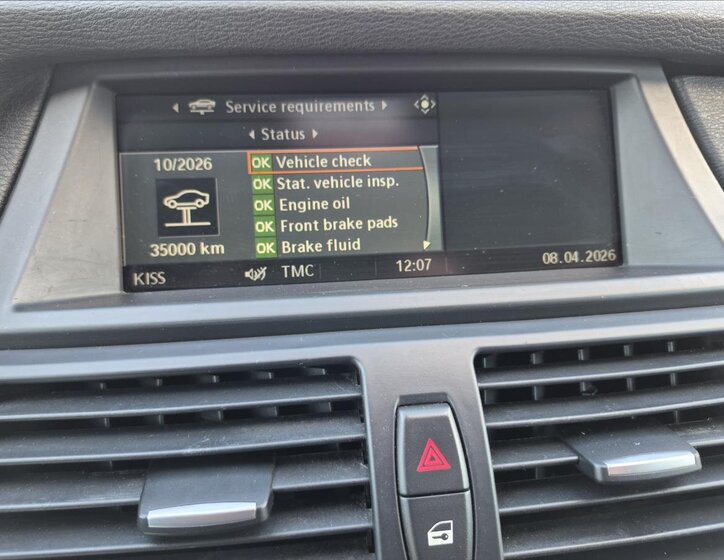 Service requirements
Status
10/2026
OK Vehicle check
OK Stat. vehicle insp.
OK Engine oil
OK Front brake pads
35000 km
OK Brake fluid
KISS TMC 12:07 08.04.2026